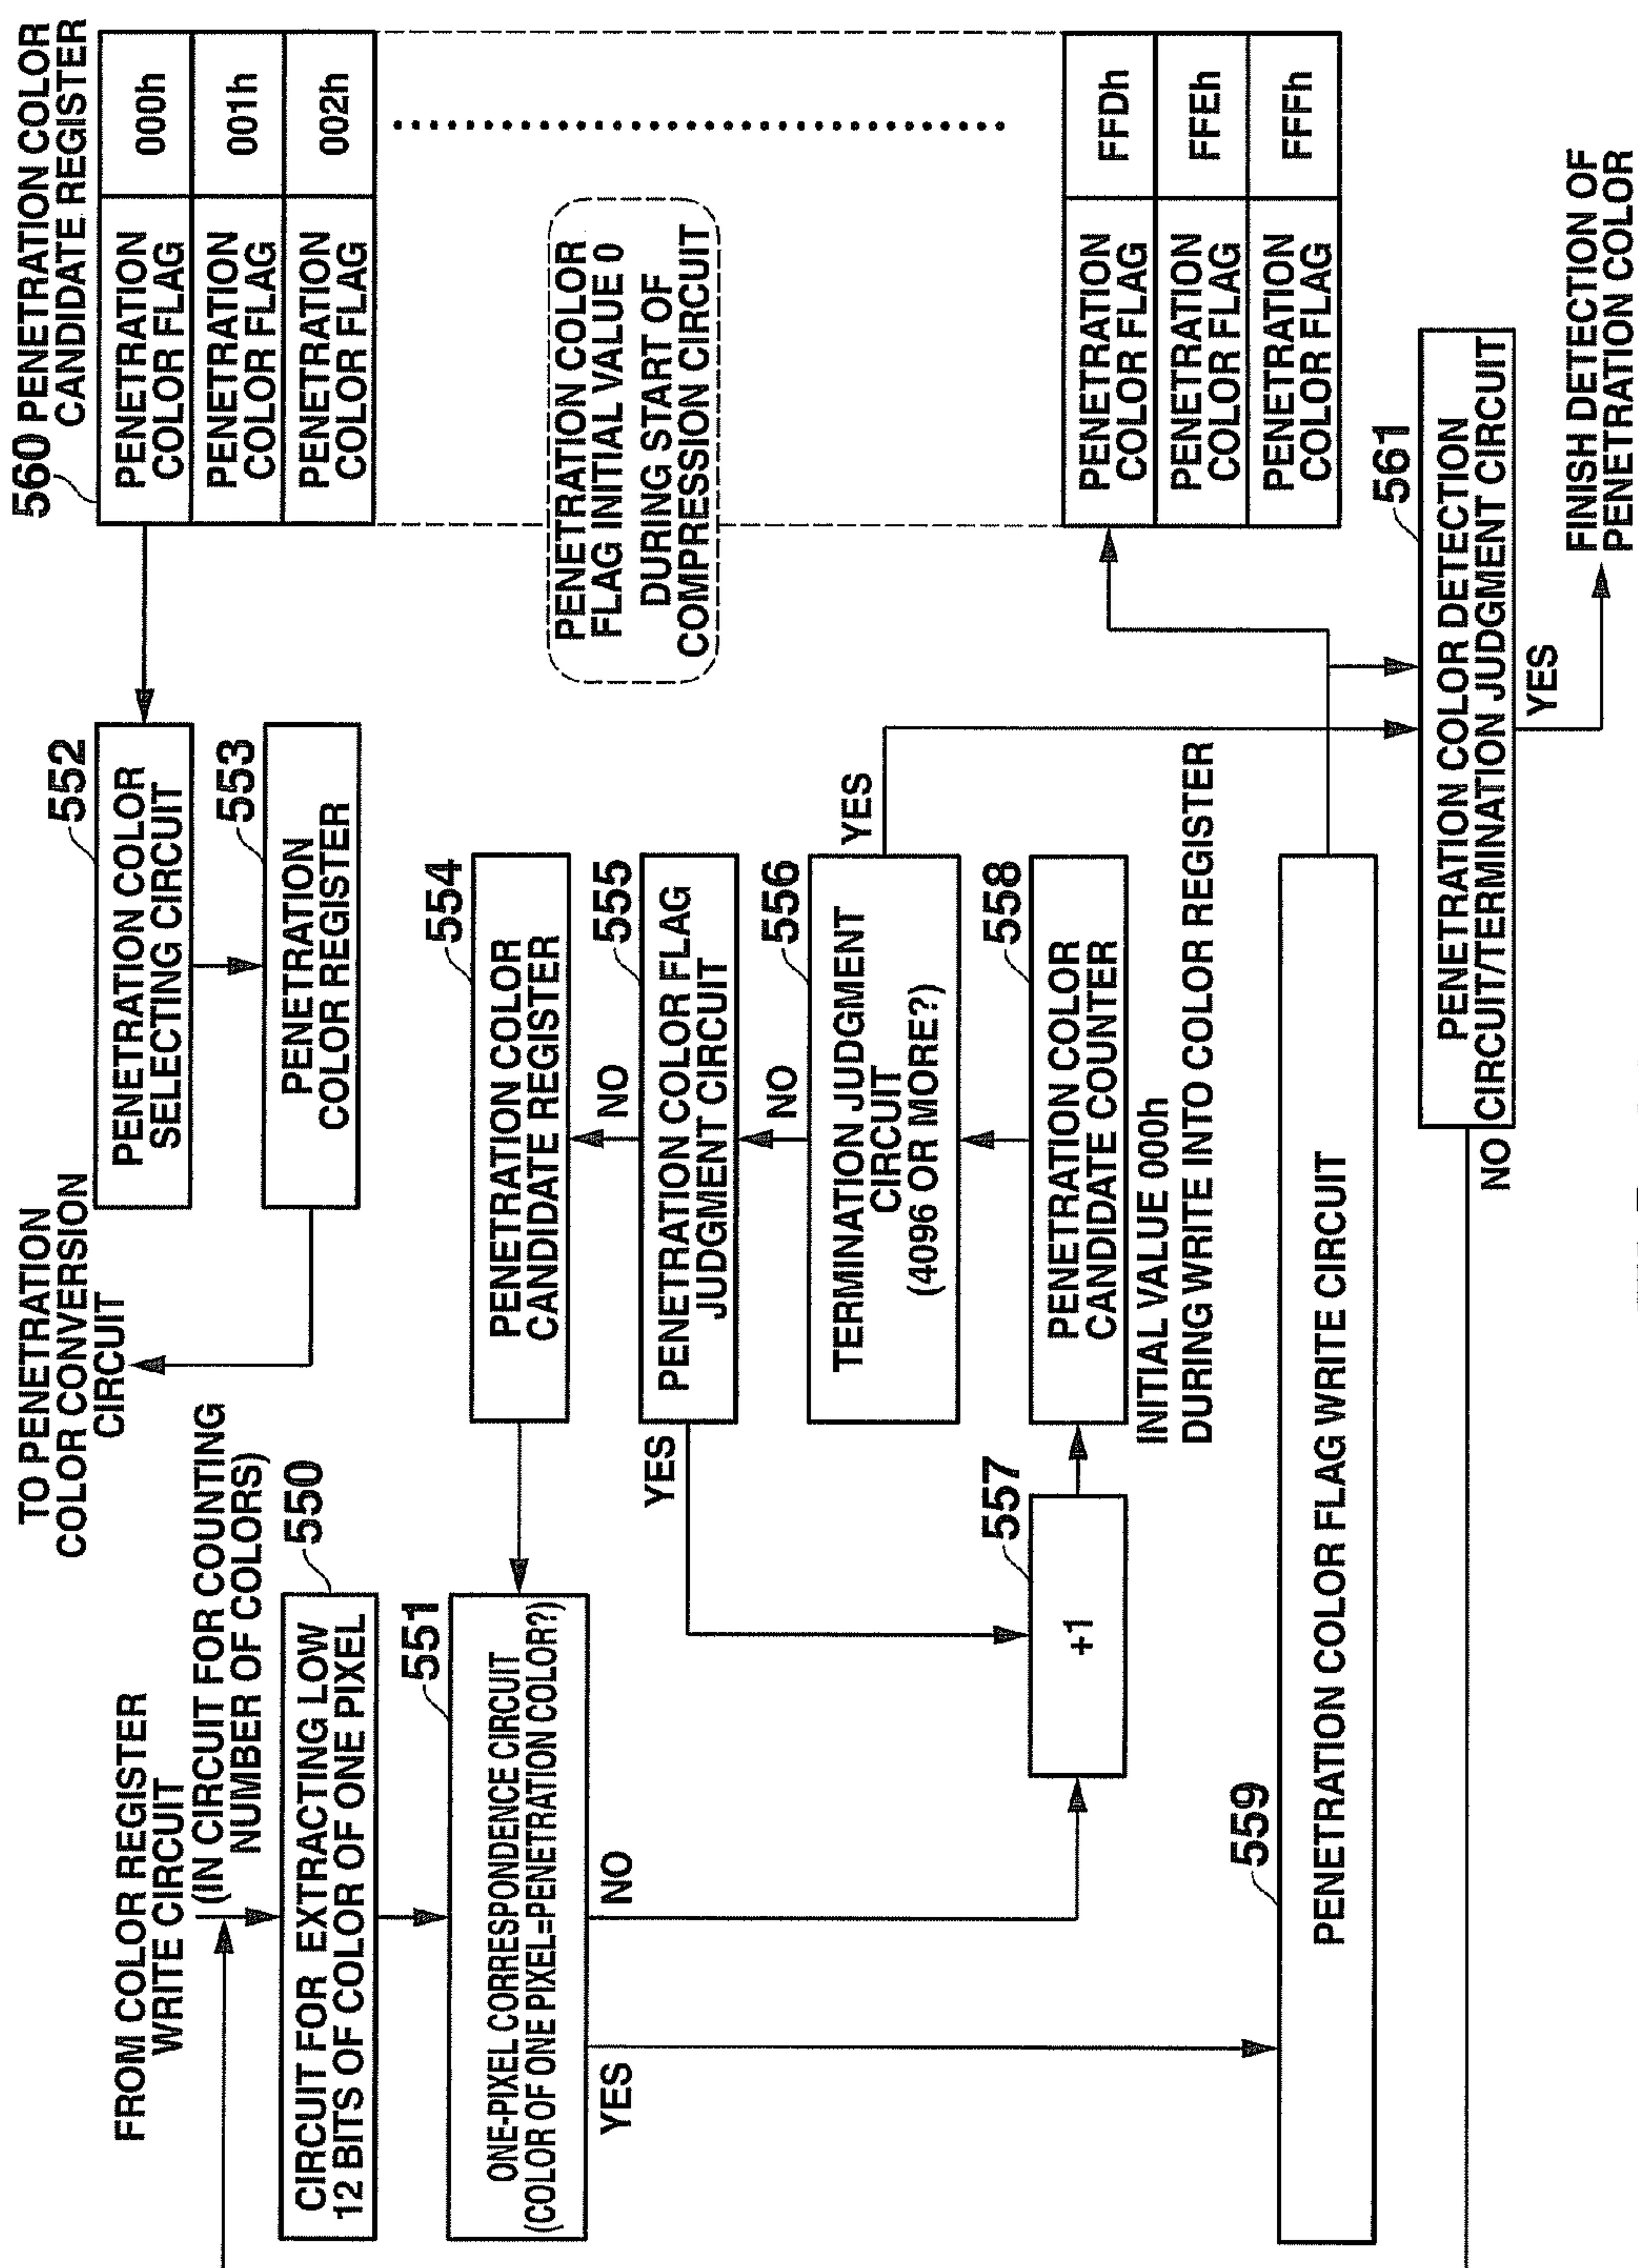 FROM COLOR REGISTER
WRITE CIRCUIT
(IN CIRCUIT FOR COUNTING
NUMBER OF COLORS)
550
CIRCUIT FOR EXTRACTING LOW
12 BITS OF COLOR OF ONE PIXEL
551
ONE-PIXEL CORRESPONDENCE CIRCUIT
(COLOR OF ONE PIXEL=PENETRATION COLOR?)
YES
NO
TO PENETRATION
COLOR CONVERSION
CIRCUIT
552
PENETRATION COLOR
SELECTING CIRCUIT
553
PENETRATION
COLOR REGISTER
554
PENETRATION COLOR
CANDIDATE REGISTER
NO
555
PENETRATION COLOR FLAG
JUDGMENT CIRCUIT
YES
NO
556
TERMINATION JUDGMENT
CIRCUIT
(4096 OR MORE?)
YES
557
+1
558
PENETRATION COLOR
CANDIDATE COUNTER
INITIAL VALUE 000h
DURING WRITE INTO COLOR REGISTER
559
PENETRATION COLOR FLAG WRITE CIRCUIT
560 PENETRATION COLOR
CANDIDATE REGISTER
PENETRATION
COLOR FLAG
000h
PENETRATION
COLOR FLAG
001h
PENETRATION
COLOR FLAG
002h
PENETRATION COLOR
FLAG INITIAL VALUE 0
DURING START OF
COMPRESSION CIRCUIT
PENETRATION
COLOR FLAG
FFDh
PENETRATION
COLOR FLAG
FFEh
PENETRATION
COLOR FLAG
FFFh
561
PENETRATION COLOR DETECTION
CIRCUIT/TERMINATION JUDGMENT CIRCUIT
NO
YES
FINISH DETECTION OF
PENETRATION COLOR